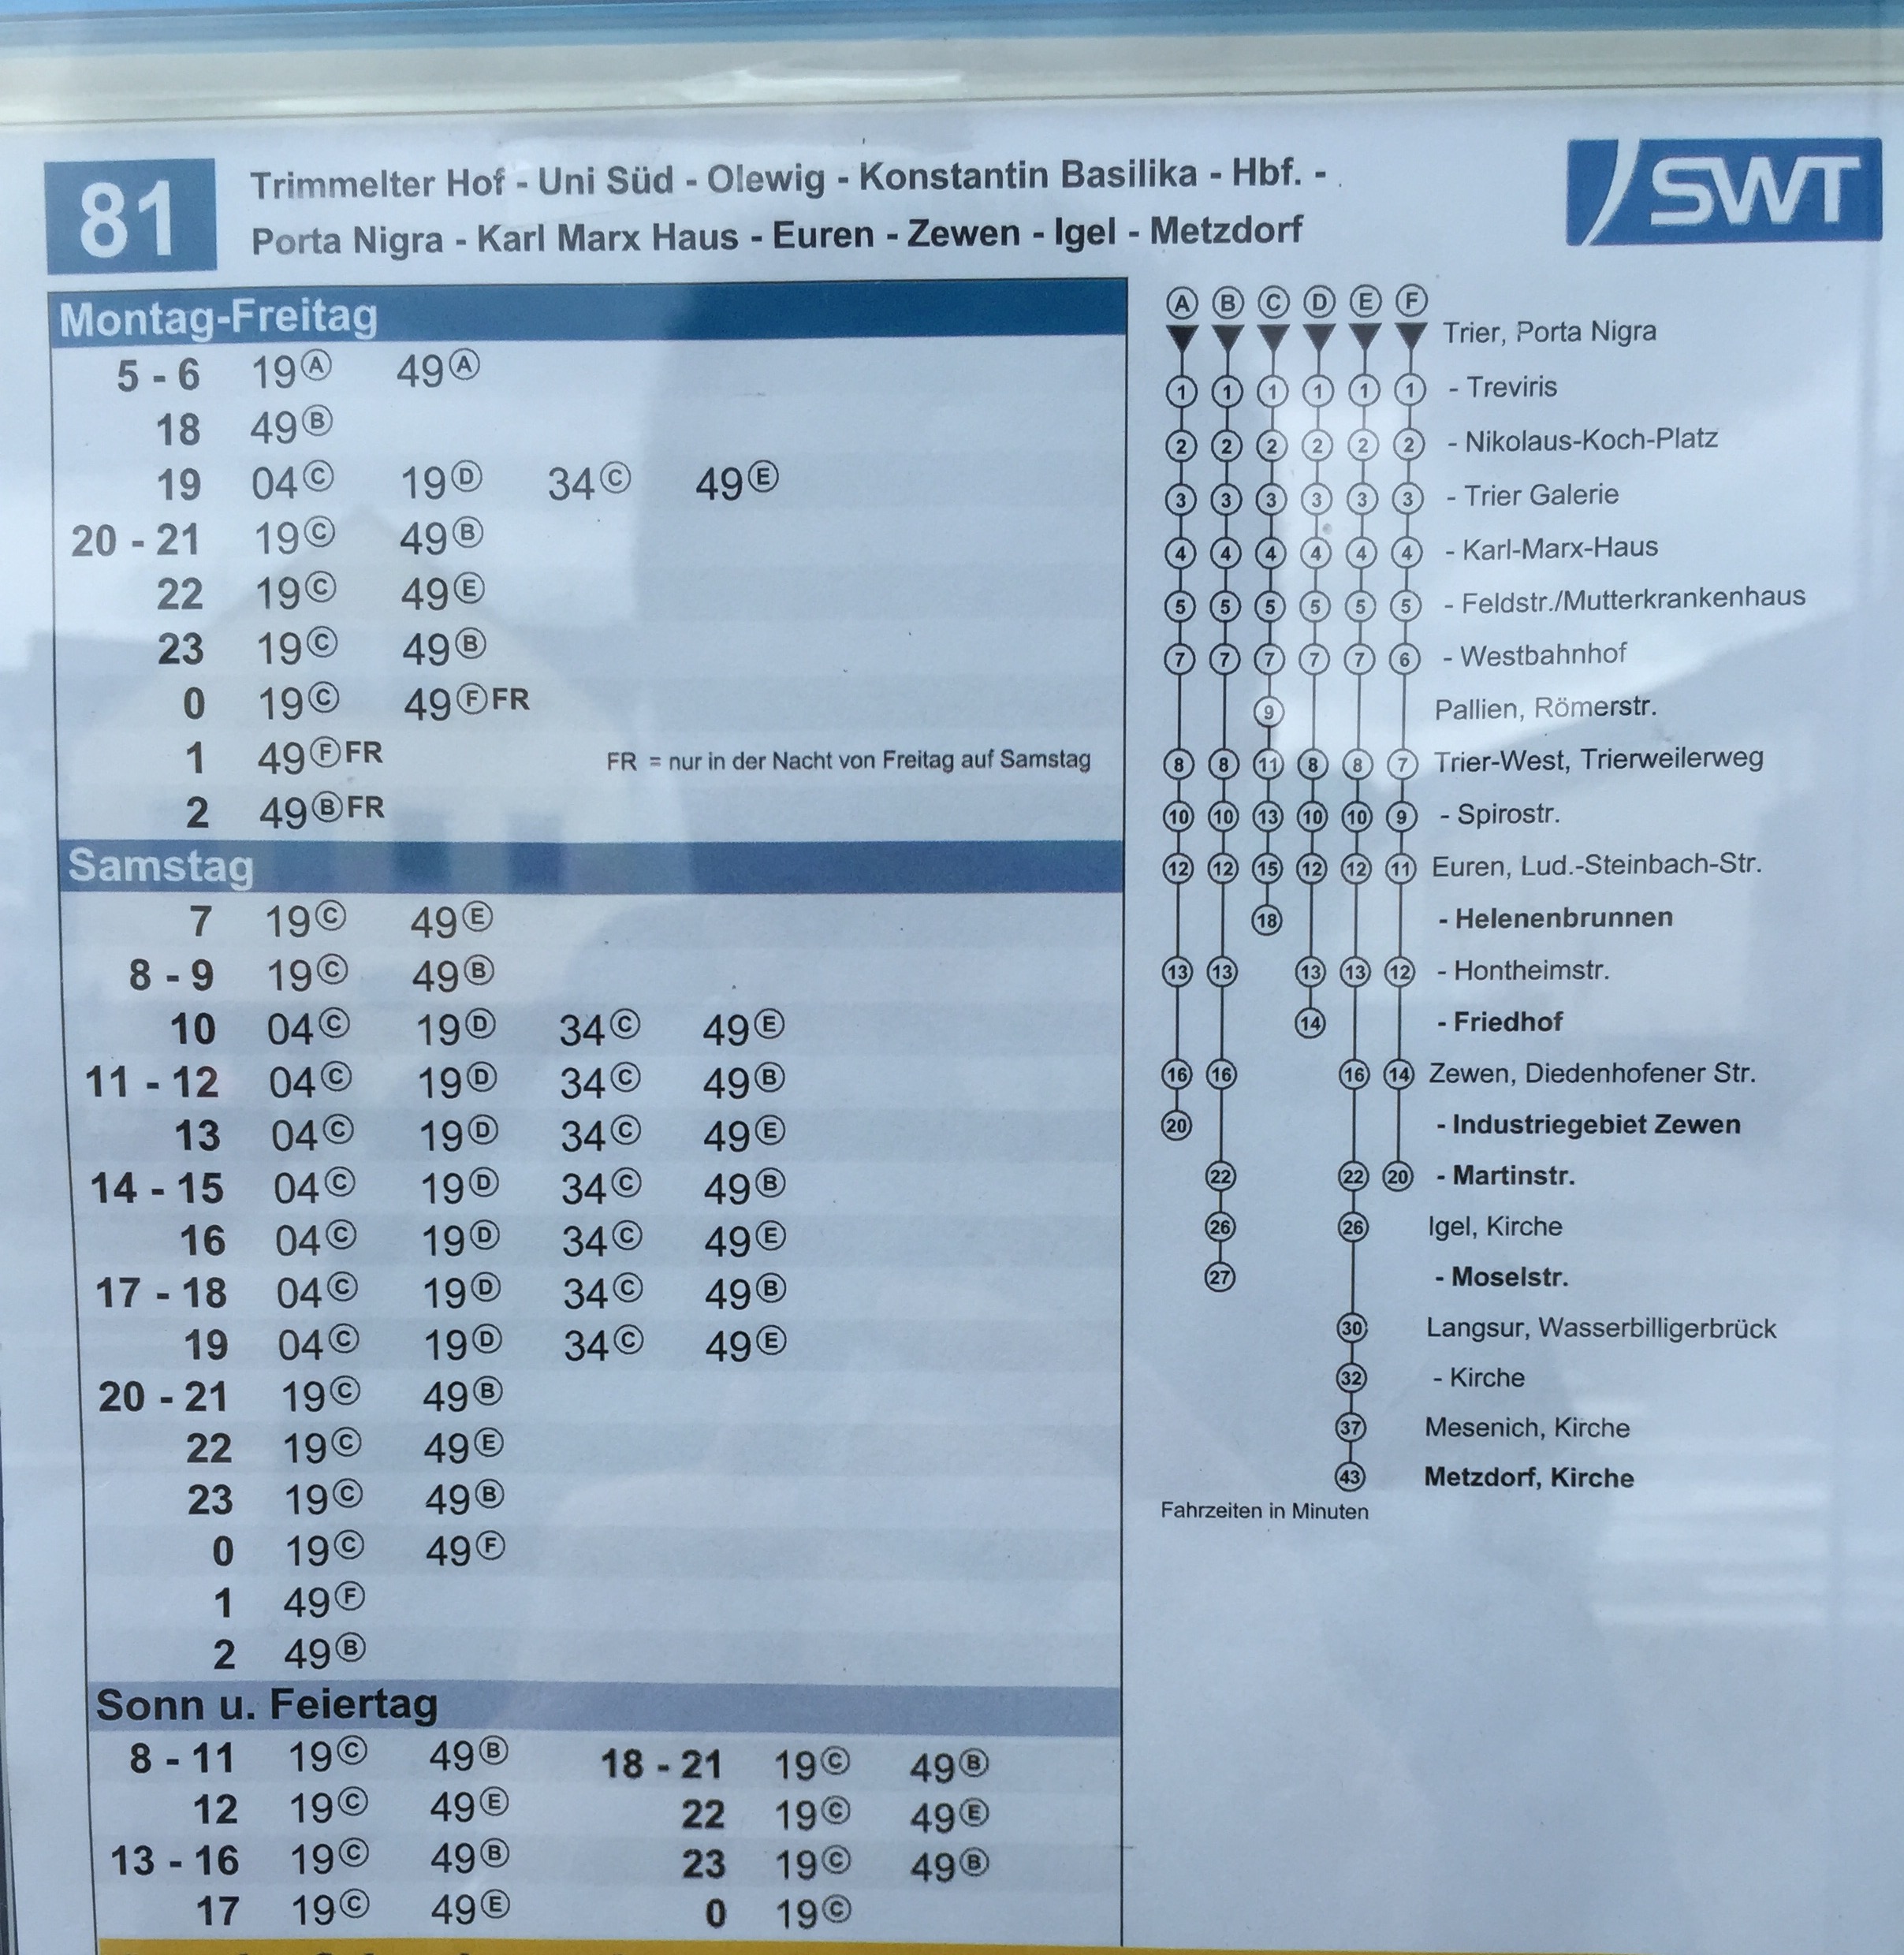 81
Trimmelter Hof - Uni Süd - Olewig - Konstantin Basilika - Hbf. -
Porta Nigra - Karl Marx Haus - Euren - Zewen - Igel - Metzdorf
SWT
Montag-Freitag
5 - 6 19Ⓐ 49Ⓐ
18 49Ⓑ
19 04Ⓒ 19Ⓓ 34Ⓒ 49Ⓔ
20 - 21 19Ⓒ 49Ⓑ
22 19Ⓒ 49Ⓔ
23 19Ⓒ 49Ⓑ
0 19Ⓒ 49ⒻFR
1 49ⒻFR FR = nur in der Nacht von Freitag auf Samstag
2 49ⒷFR
Samstag
7 19Ⓒ 49Ⓔ
8 - 9 19Ⓒ 49Ⓑ
10 04Ⓒ 19Ⓓ 34Ⓒ 49Ⓔ
11 - 12 04Ⓒ 19Ⓓ 34Ⓒ 49Ⓑ
13 04Ⓒ 19Ⓓ 34Ⓒ 49Ⓔ
14 - 15 04Ⓒ 19Ⓓ 34Ⓒ 49Ⓑ
16 04Ⓒ 19Ⓓ 34Ⓒ 49Ⓔ
17 - 18 04Ⓒ 19Ⓓ 34Ⓒ 49Ⓑ
19 04Ⓒ 19Ⓓ 34Ⓒ 49Ⓔ
20 - 21 19Ⓒ 49Ⓑ
22 19Ⓒ 49Ⓔ
23 19Ⓒ 49Ⓑ
0 19Ⓒ 49Ⓕ
1 49Ⓕ
2 49Ⓑ
Sonn u. Feiertag
8 - 11 19Ⓒ 49Ⓑ 18 - 21 19Ⓒ 49Ⓑ
12 19Ⓒ 49Ⓔ 22 19Ⓒ 49Ⓔ
13 - 16 19Ⓒ 49Ⓑ 23 19Ⓒ 49Ⓑ
17 19Ⓒ 49Ⓔ 0 19Ⓒ
Ⓐ Ⓑ Ⓒ Ⓓ Ⓔ Ⓕ
Trier, Porta Nigra
1 1 1 1 1 1 - Treviris
2 2 2 2 2 2 - Nikolaus-Koch-Platz
3 3 3 3 3 3 - Trier Galerie
4 4 4 4 4 4 - Karl-Marx-Haus
5 5 5 5 5 5 - Feldstr./Mutterkrankenhaus
7 7 7 7 7 6 - Westbahnhof
9 Pallien, Römerstr.
8 8 11 8 8 7 Trier-West, Trierweilerweg
10 10 13 10 10 9 - Spirostr.
12 12 15 12 12 11 Euren, Lud.-Steinbach-Str.
18 - Helenenbrunnen
13 13 13 13 12 - Hontheimstr.
14 - Friedhof
16 16 16 14 Zewen, Diedenhofener Str.
20 - Industriegebiet Zewen
22 22 20 - Martinstr.
26 26 Igel, Kirche
27 - Moselstr.
30 Langsur, Wasserbilligerbrück
32 - Kirche
37 Mesenich, Kirche
43 Metzdorf, Kirche
Fahrzeiten in Minuten